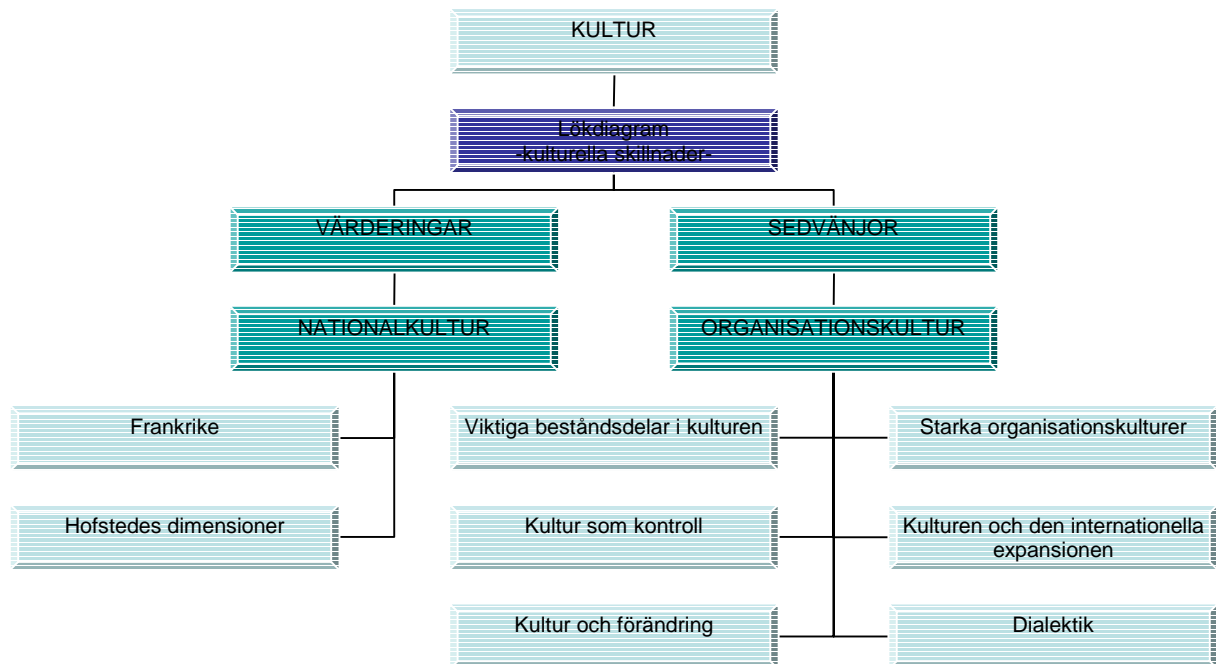 KULTUR
Lökdiagram
-kulturella skillnader-
VÄRDERINGAR
SEDVÄNJOR
NATIONALKULTUR
ORGANISATIONSKULTUR
Frankrike
Viktiga beståndsdelar i kulturen
Starka organisationskulturer
Hofstedes dimensioner
Kultur som kontroll
Kulturen och den internationella
expansionen
Kultur och förändring
Dialektik